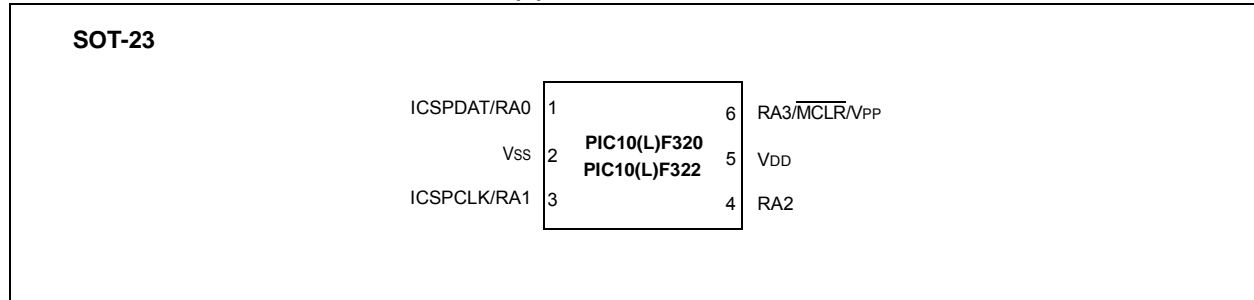 SOT-23
ICSPDAT/RA0 1 6 RA3/MCLR/VPP
VSS 2 PIC10(L)F320 5 VDD
PIC10(L)F322
ICSPCLK/RA1 3 4 RA2